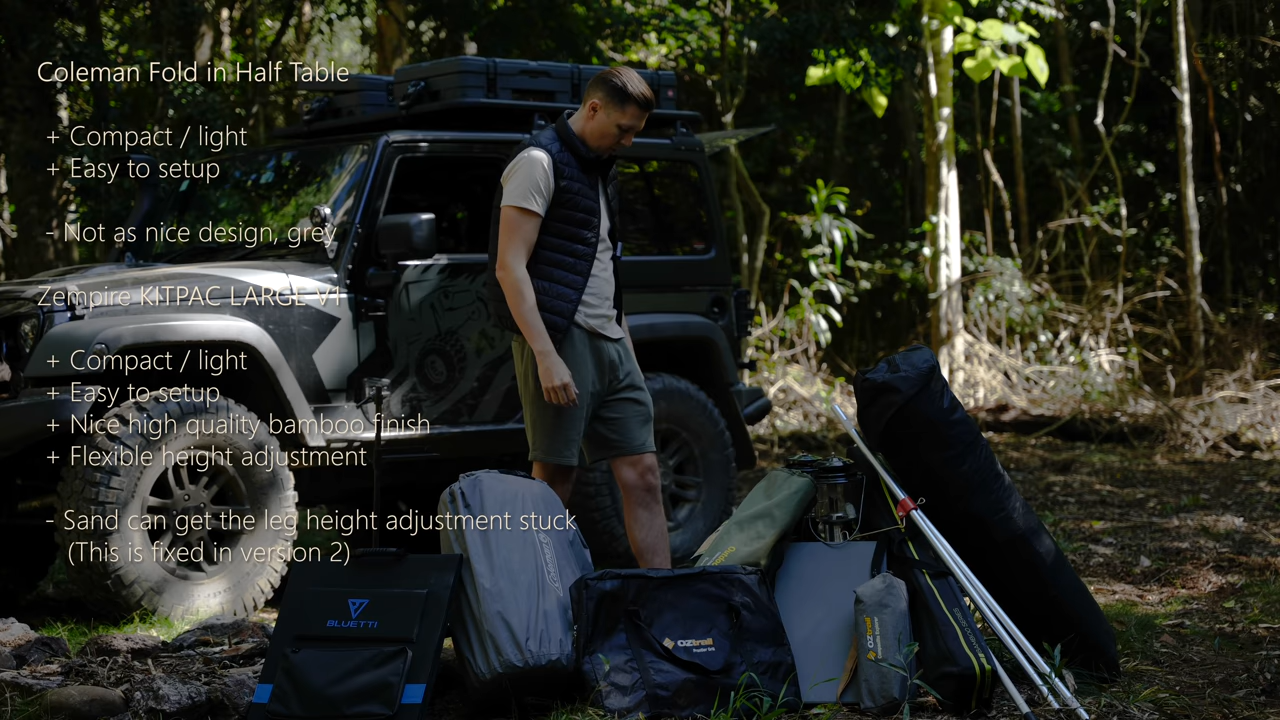 Coleman Fold in Half Table
+ Compact / light
+ Easy to setup
- Not as nice design, grey
Zempire KITPAC LARGE V1
+ Compact / light
+ Easy to setup
+ Nice high quality bamboo finish
+ Flexible height adjustment
- Sand can get the leg height adjustment stuck
(This is fixed in version 2)
BLUETTI
Coleman
OZtrail
OZtrail